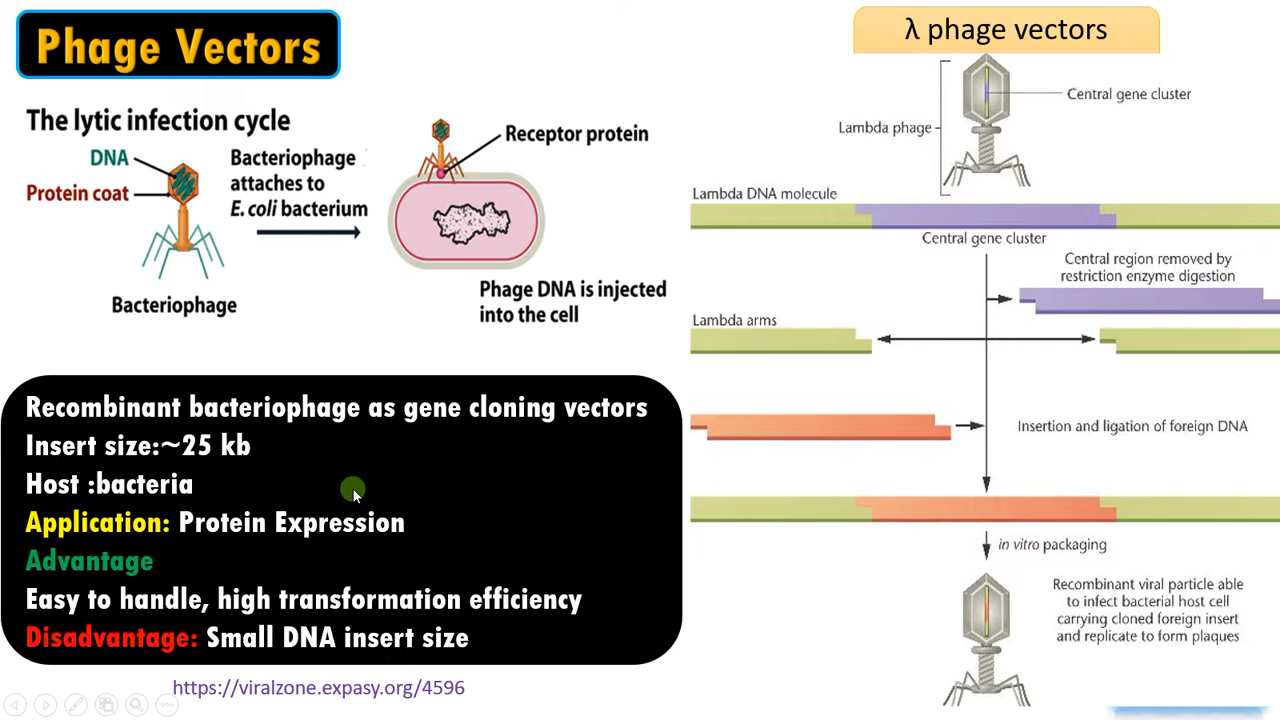 Phage Vectors
The lytic infection cycle
DNA
Protein coat
Bacteriophage
Bacteriophage
attaches to
E. coli bacterium
Receptor protein
Phage DNA is injected
into the cell
Recombinant bacteriophage as gene cloning vectors
Insert size:~25 kb
Host :bacteria
Application: Protein Expression
Advantage
Easy to handle, high transformation efficiency
Disadvantage: Small DNA insert size
https://viralzone.expasy.org/4596
λ phage vectors
Central gene cluster
Lambda phage
Lambda DNA molecule
Central gene cluster
Central region removed by
restriction enzyme digestion
Lambda arms
Insertion and ligation of foreign DNA
in vitro packaging
Recombinant viral particle able
to infect bacterial host cell
carrying cloned foreign insert
and replicate to form plaques